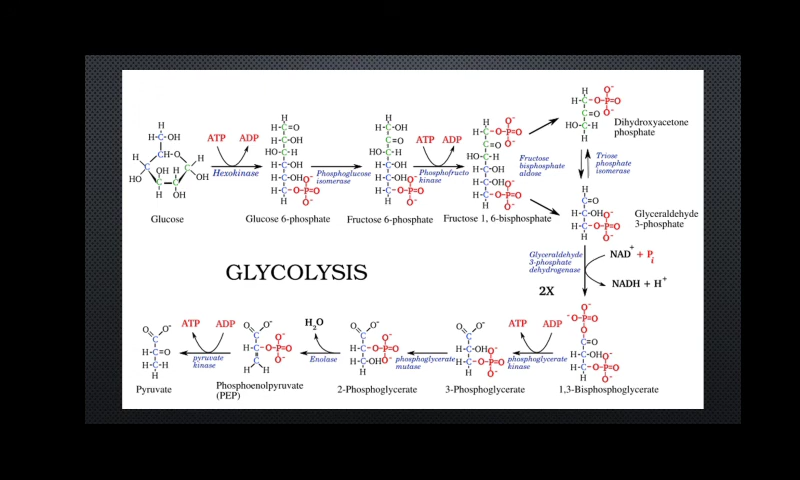 ATP ADP
Hexokinase
Glucose
Glucose 6-phosphate
Phosphoglucose
isomerase
Fructose 6-phosphate
ATP ADP
Phosphofructo
kinase
Fructose 1, 6-bisphosphate
Fructose
bisphosphate
aldose
Dihydroxyacetone
phosphate
Triose
phosphate
isomerase
Glyceraldehyde
3-phosphate
Glyceraldehyde
3-phosphate
dehydrogenase
NAD+ + Pi
NADH + H+
2X
GLYCOLYSIS
1,3-Bisphosphoglycerate
ATP ADP
phosphoglycerate
kinase
3-Phosphoglycerate
phosphoglycerate
mutase
2-Phosphoglycerate
H2O
Enolase
Phosphoenolpyruvate
(PEP)
ATP ADP
pyruvate
kinase
Pyruvate